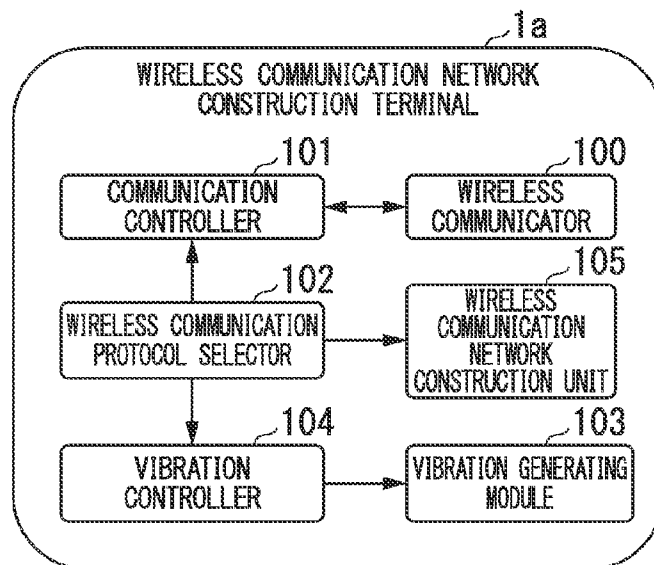 1a
WIRELESS COMMUNICATION NETWORK
CONSTRUCTION TERMINAL
101
COMMUNICATION
CONTROLLER
100
WIRELESS
COMMUNICATOR
102
WIRELESS COMMUNICATION
PROTOCOL SELECTOR
105
WIRELESS
COMMUNICATION
NETWORK
CONSTRUCTION UNIT
104
VIBRATION
CONTROLLER
103
VIBRATION GENERATING
MODULE